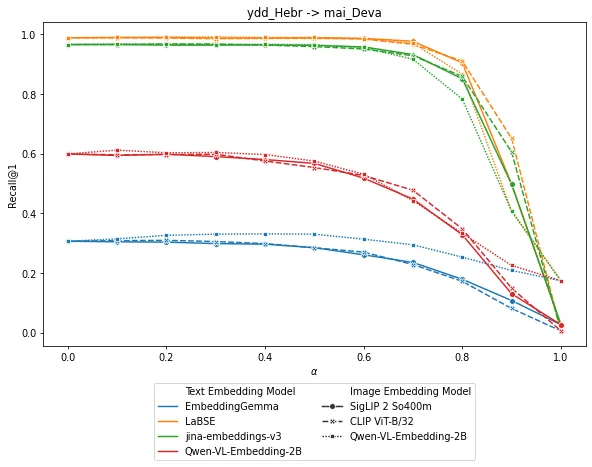 ydd_Hebr -> mai_Deva
Recall@1
1.0
0.8
0.6
0.4
0.2
0.0
0.0 0.2 0.4 0.6 0.8 1.0
α
Text Embedding Model
EmbeddingGemma
LaBSE
jina-embeddings-v3
Qwen-VL-Embedding-2B
Image Embedding Model
SigLIP 2 So400m
CLIP ViT-B/32
Qwen-VL-Embedding-2B